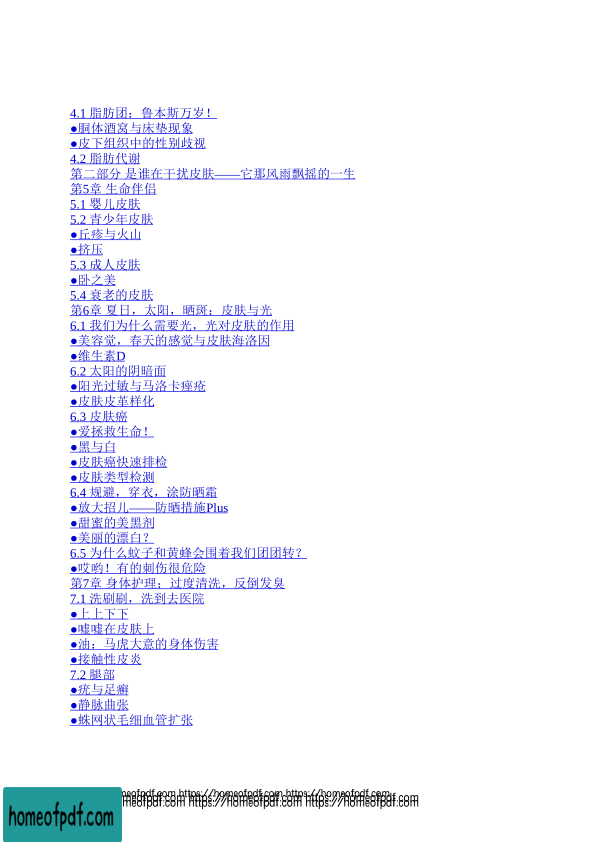 4.1 脂肪团：鲁本斯万岁！
●胴体酒窝与床垫现象
●皮下组织中的性别歧视
4.2 脂肪代谢
第二部分 是谁在干扰皮肤——它那风雨飘摇的一生
第5章 生命伴侣
5.1 婴儿皮肤
5.2 青少年皮肤
●丘疹与火山
●挤压
5.3 成人皮肤
●卧之美
5.4 衰老的皮肤
第6章 夏日，太阳，晒斑：皮肤与光
6.1 我们为什么需要光，光对皮肤的作用
●美容觉，春天的感觉与皮肤海洛因
●维生素D
6.2 太阳的阴暗面
●阳光过敏与马洛卡痤疮
●皮肤皮革样化
6.3 皮肤癌
●爱拯救生命！
●黑与白
●皮肤癌快速排检
●皮肤类型检测
6.4 规避，穿衣，涂防晒霜
●放大招儿——防晒措施Plus
●甜蜜的美黑剂
●美丽的漂白？
6.5 为什么蚊子和黄蜂会围着我们团团转？
●哎哟！有的刺伤很危险
第7章 身体护理：过度清洗，反倒发臭
7.1 洗刷刷，洗到去医院
●上上下下
●嘘嘘在皮肤上
●油：马虎大意的身体伤害
●接触性皮炎
7.2 腿部
●疣与足癣
●静脉曲张
●蛛网状毛细血管扩张
omeofpdf.com https://homeofpdf.com https://homeofpdf.com
omeofpdf.com https://homeofpdf.com https://homeofpdf.com
homeofpdf.com